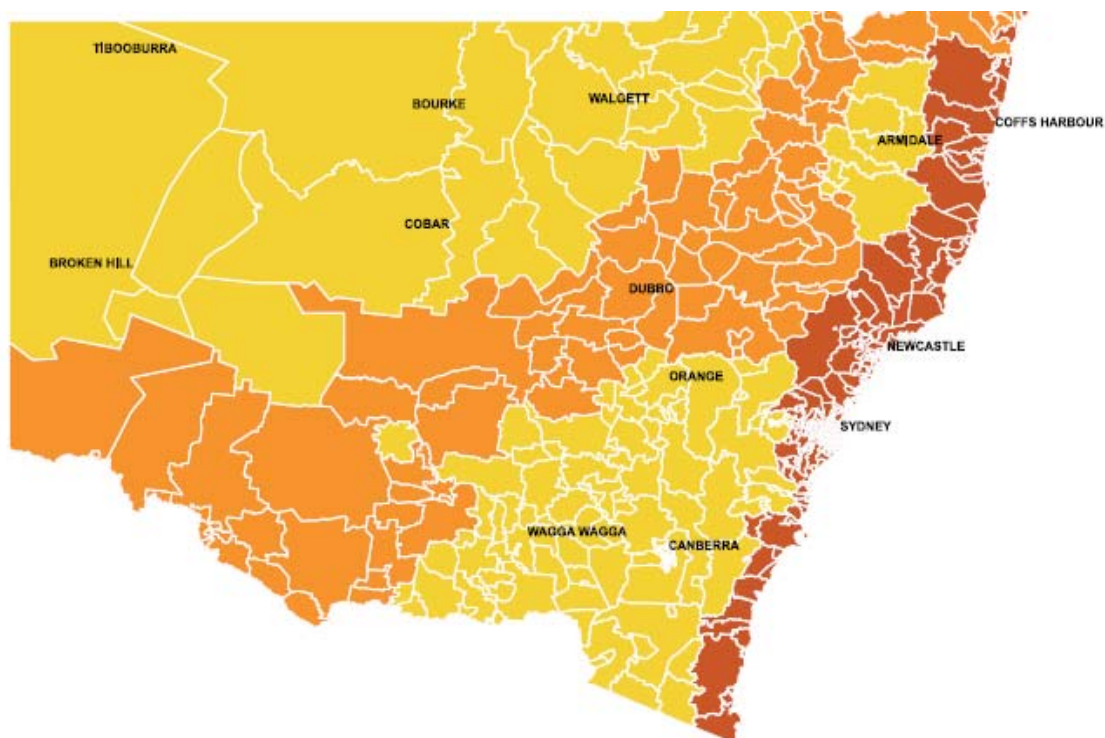 TIBOOBURRA
BOURKE
WALGETT
COFFS HARBOUR
ARMIDALE
COBAR
BROKEN HILL
DUBBO
NEWCASTLE
ORANGE
SYDNEY
WAGGA WAGGA
CANBERRA